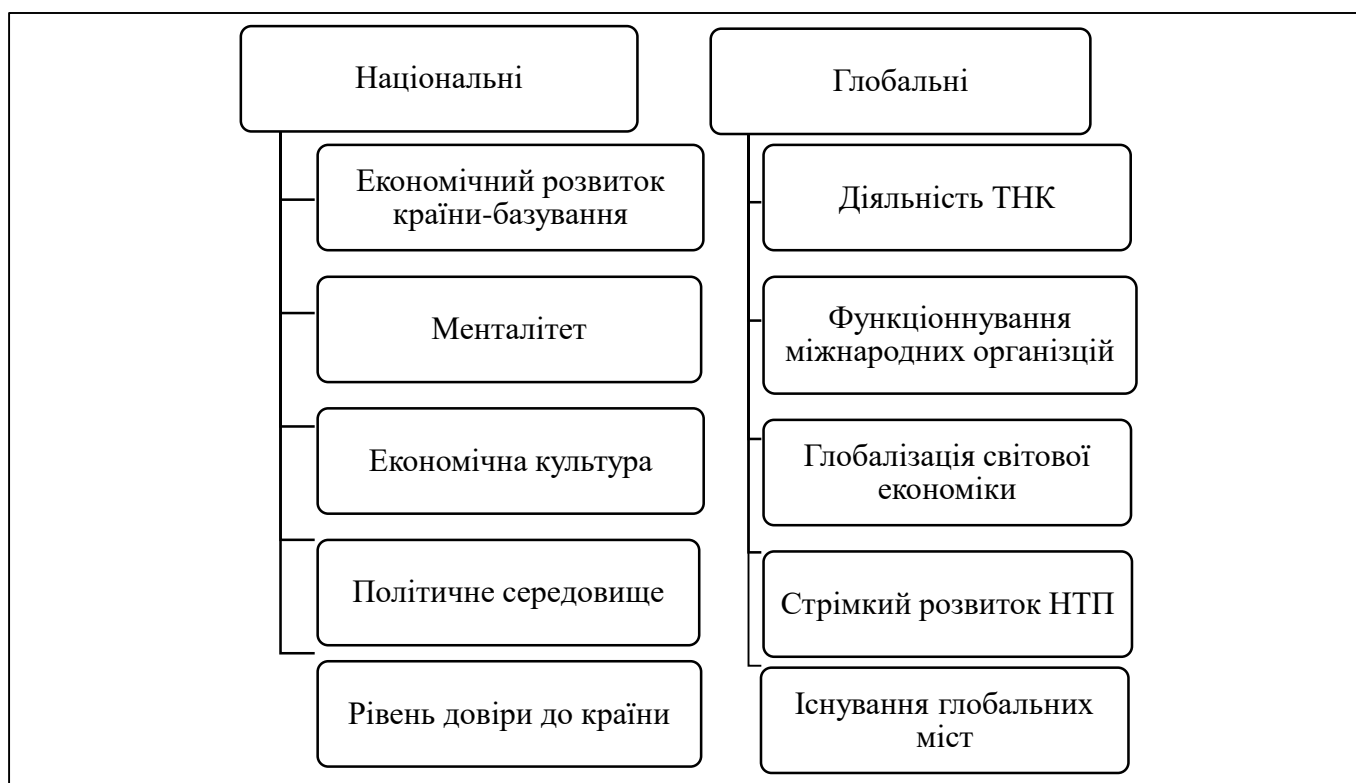 Національні
Економічний розвиток
країни-базування
Менталітет
Економічна культура
Політичне середовище
Рівень довіри до країни
Глобальні
Діяльність ТНК
Функціоннування
міжнародних організцій
Глобалізація світової
економіки
Стрімкий розвиток НТП
Існування глобальних
міст